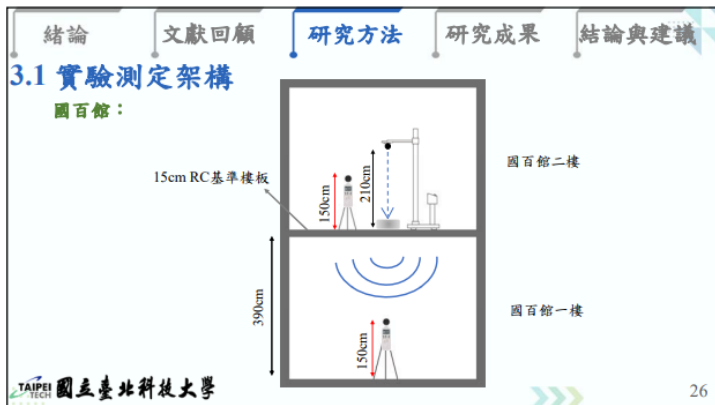 緒論
文獻回顧
研究方法
研究成果
結論與建議
3.1 實驗測定架構
國百館：
國百館二樓
15cm RC基準樓板
150cm
210cm
390cm
國百館一樓
150cm
TAIPEI TECH 國立臺北科技大學
26